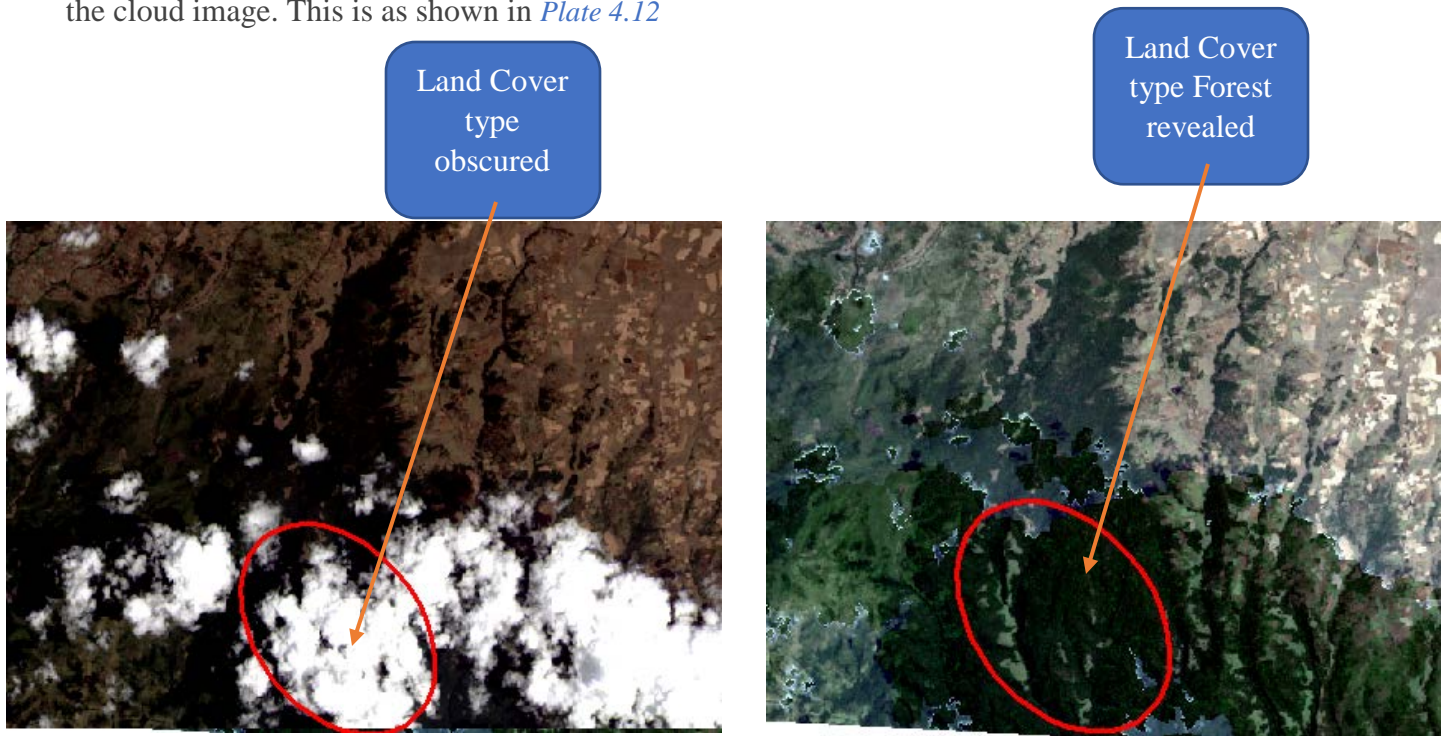 the cloud image. This is as shown in Plate 4.12
Land Cover
type
obscured
Land Cover
type Forest
revealed